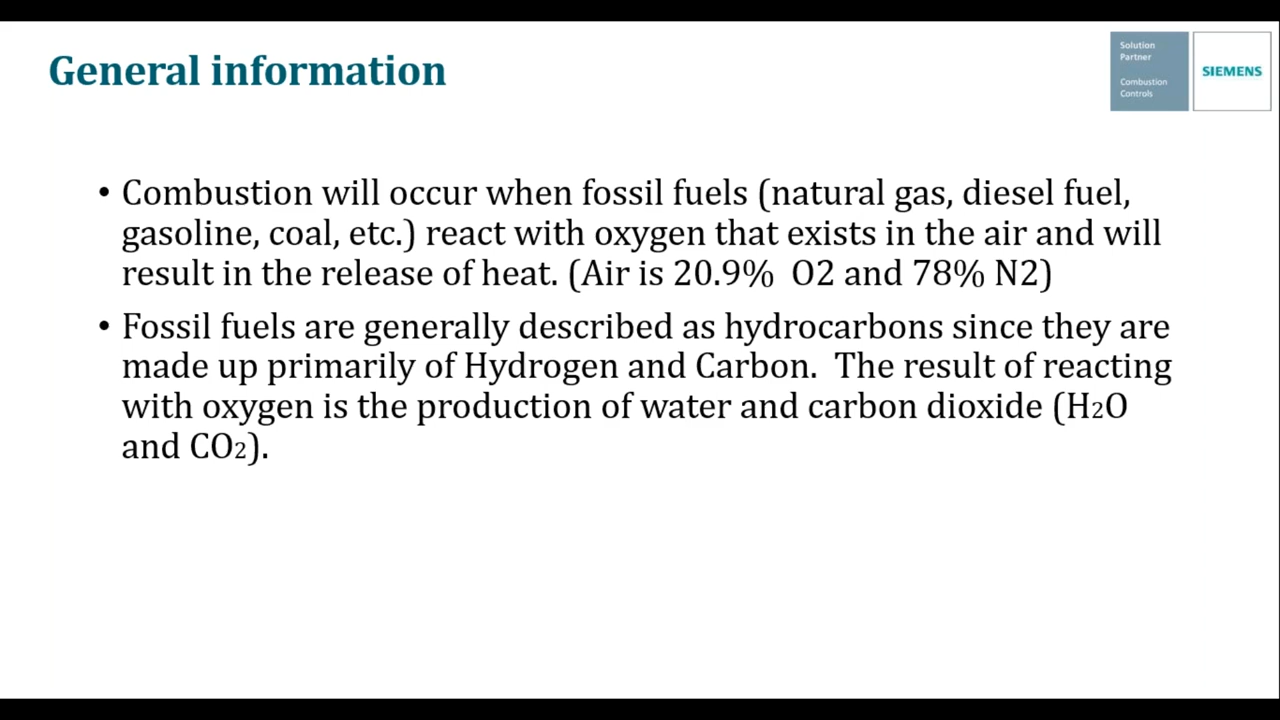 General information
Solution
Partner
Combustion
Controls
SIEMENS
• Combustion will occur when fossil fuels (natural gas, diesel fuel,
gasoline, coal, etc.) react with oxygen that exists in the air and will
result in the release of heat. (Air is 20.9%  O2 and 78% N2)
• Fossil fuels are generally described as hydrocarbons since they are
made up primarily of Hydrogen and Carbon.  The result of reacting
with oxygen is the production of water and carbon dioxide (H2O
and CO2).